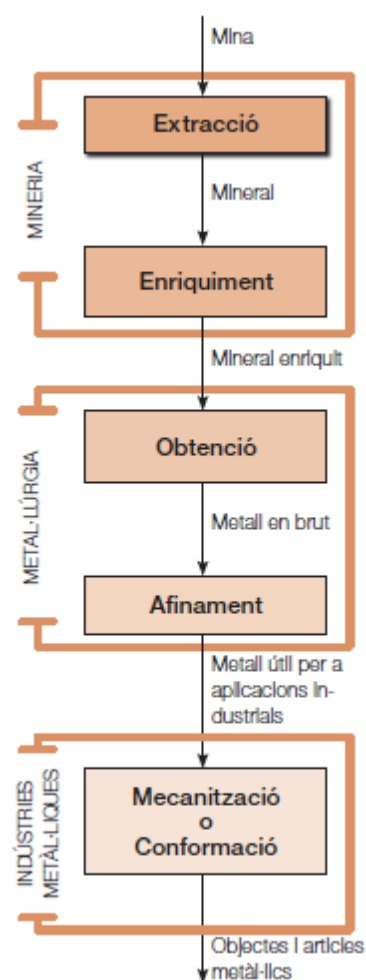 Mina
Extracció
MINERIA
Mineral
Enriquiment
Mineral enriquit
Obtenció
METAL·LÚRGIA
Metall en brut
Afinament
Metall útil per a
aplicacions in-
dustrials
INDÚSTRIES
METÀL·LIQUES
Mecanització
o
Conformació
Objectes i articles
metàl·lics